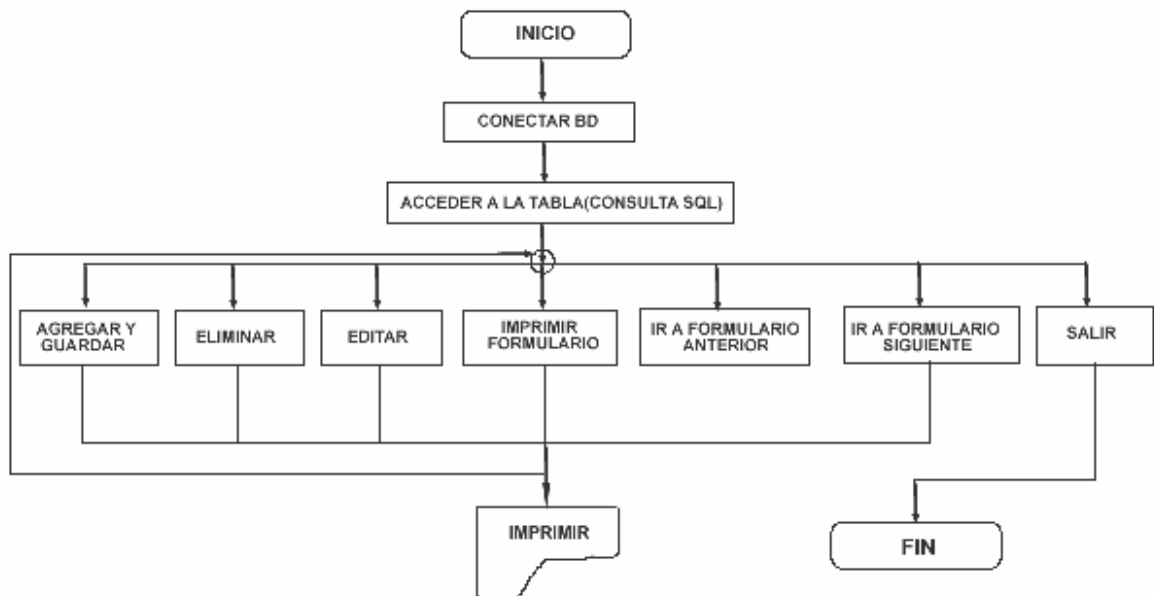 INICIO
CONECTAR BD
ACCEDER A LA TABLA(CONSULTA SQL)
AGREGAR Y
GUARDAR
ELIMINAR
EDITAR
IMPRIMIR
FORMULARIO
IR A FORMULARIO
ANTERIOR
IR A FORMULARIO
SIGUIENTE
SALIR
IMPRIMIR
FIN